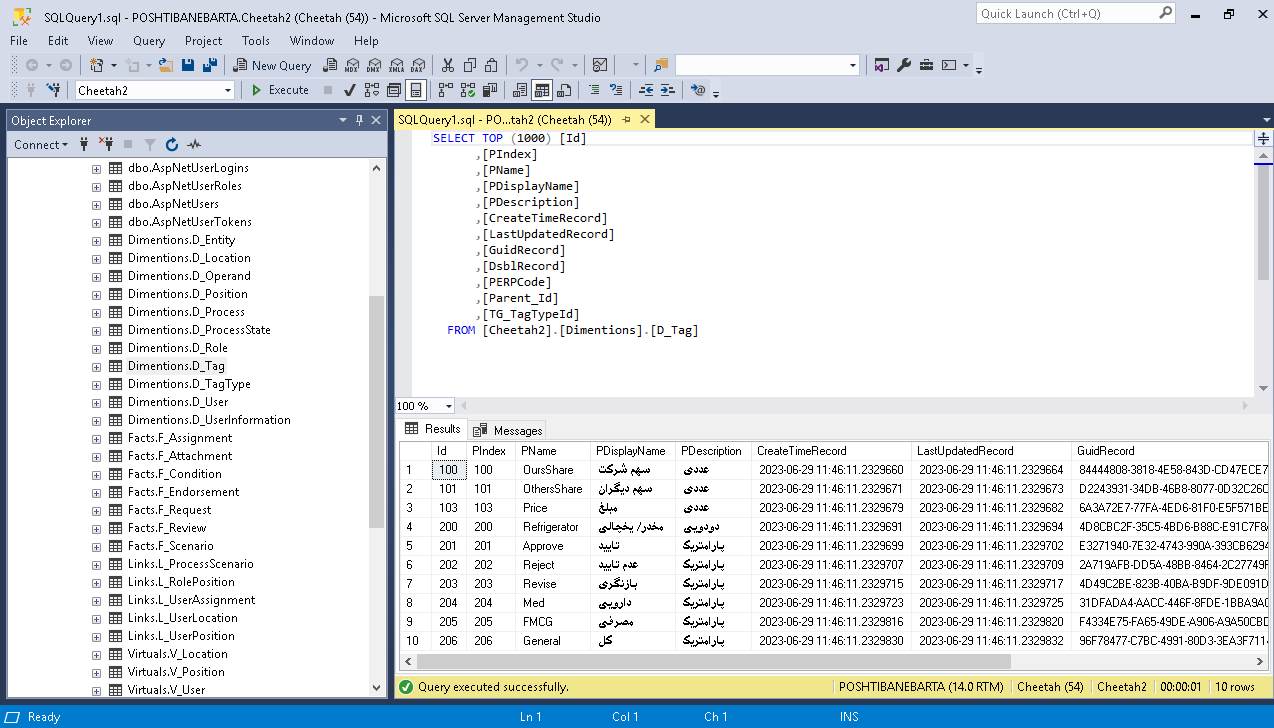 SQLQuery1.sql - POSHTIBANEBARTA.Cheetah2 (Cheetah (54)) - Microsoft SQL Server Management Studio
Quick Launch (Ctrl+Q)
File Edit View Query Project Tools Window Help
New Query MDX DMX XMLA DAX
Cheetah2 Execute
Object Explorer
Connect
dbo.AspNetUserLogins
dbo.AspNetUserRoles
dbo.AspNetUsers
dbo.AspNetUserTokens
Dimentions.D_Entity
Dimentions.D_Location
Dimentions.D_Operand
Dimentions.D_Position
Dimentions.D_Process
Dimentions.D_ProcessState
Dimentions.D_Role
Dimentions.D_Tag
Dimentions.D_TagType
Dimentions.D_User
Dimentions.D_UserInformation
Facts.F_Assignment
Facts.F_Attachment
Facts.F_Condition
Facts.F_Endorsement
Facts.F_Request
Facts.F_Review
Facts.F_Scenario
Links.L_ProcessScenario
Links.L_RolePosition
Links.L_UserAssignment
Links.L_UserLocation
Links.L_UserPosition
Virtuals.V_Location
Virtuals.V_Position
Virtuals.V_User
SQLQuery1.sql - PO...tah2 (Cheetah (54))
SELECT TOP (1000) [Id]
,[PIndex]
,[PName]
,[PDisplayName]
,[PDescription]
,[CreateTimeRecord]
,[LastUpdatedRecord]
,[GuidRecord]
,[DsblRecord]
,[PERPCode]
,[Parent_Id]
,[TG_TagTypeId]
FROM [Cheetah2].[Dimentions].[D_Tag]
100 %
Results Messages
Id PIndex PName PDisplayName PDescription CreateTimeRecord LastUpdatedRecord GuidRecord
1 100 100 OursShare سهم شرکت عددی 2023-06-29 11:46:11.2329660 2023-06-29 11:46:11.2329664 84444808-3818-4E58-843D-CD47ECE7
2 101 101 OthersShare سهم دیگران عددی 2023-06-29 11:46:11.2329671 2023-06-29 11:46:11.2329673 D2243931-34DB-46B8-8077-0D32C26C
3 103 103 Price مبلغ عددی 2023-06-29 11:46:11.2329679 2023-06-29 11:46:11.2329682 6A3A72E7-77FA-4ED6-81F0-E5F571BE
4 200 200 Refrigerator مخدر/ یخچالی دودویی 2023-06-29 11:46:11.2329691 2023-06-29 11:46:11.2329694 4D8CBC2F-35C5-4BD6-B88C-E91C7F8
5 201 201 Approve تایید پارامتریک 2023-06-29 11:46:11.2329699 2023-06-29 11:46:11.2329702 E3271940-7E32-4743-990A-393CB6294
6 202 202 Reject عدم تایید پارامتریک 2023-06-29 11:46:11.2329707 2023-06-29 11:46:11.2329709 2A719AFB-DD5A-48BB-8464-2C27749F
7 203 203 Revise بازنگری پارامتریک 2023-06-29 11:46:11.2329715 2023-06-29 11:46:11.2329717 4D49C2BE-823B-40BA-B9DF-9DE091D
8 204 204 Med دارویی پارامتریک 2023-06-29 11:46:11.2329723 2023-06-29 11:46:11.2329725 31DFADA4-AACC-446F-8FDE-1BBA9A0
9 205 205 FMCG مصرفی پارامتریک 2023-06-29 11:46:11.2329816 2023-06-29 11:46:11.2329820 F4334E75-FA65-49DE-A906-A9A50CBD
10 206 206 General کل پارامتریک 2023-06-29 11:46:11.2329830 2023-06-29 11:46:11.2329832 96F78477-C7BC-4991-80D3-3EA3F7114
Query executed successfully. POSHTIBANEBARTA (14.0 RTM) Cheetah (54) Cheetah2 00:00:01 10 rows
Ready Ln 1 Col 1 Ch 1 INS